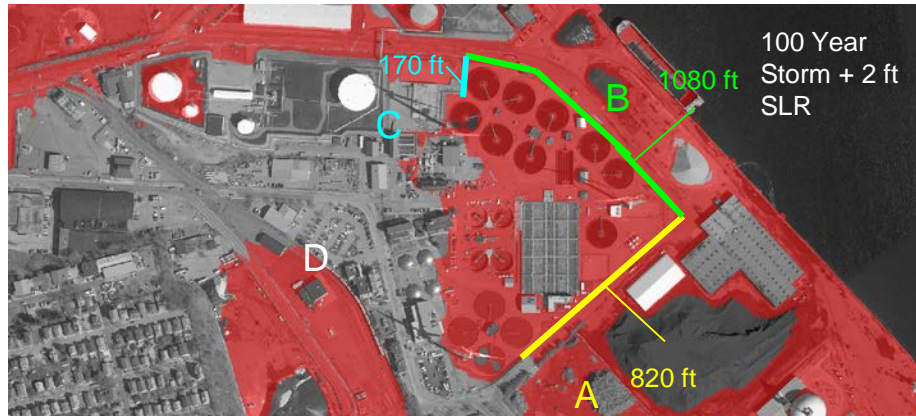 170 ft
1080 ft
100 Year
Storm + 2 ft
SLR
B
C
D
A
820 ft